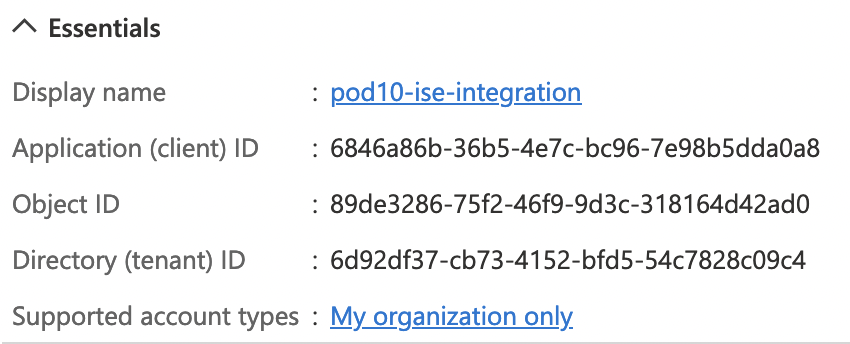 Essentials
Display name : pod10-ise-integration
Application (client) ID : 6846a86b-36b5-4e7c-bc96-7e98b5dda0a8
Object ID : 89de3286-75f2-46f9-9d3c-318164d42ad0
Directory (tenant) ID : 6d92df37-cb73-4152-bfd5-54c7828c09c4
Supported account types : My organization only